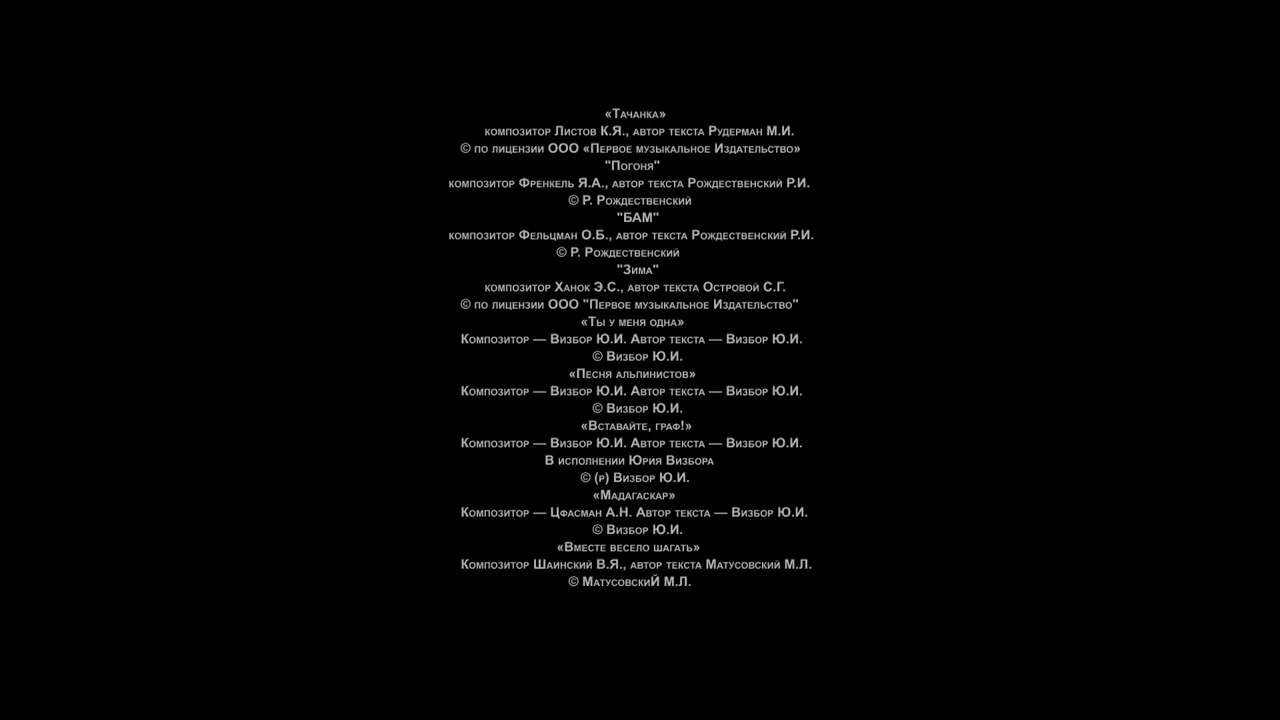 «Тачанка»
композитор Листов К.Я., автор текста Рудерман М.И.
© по лицензии ООО «Первое музыкальное Издательство»
"Погоня"
композитор Френкель Я.А., автор текста Рождественский Р.И.
© Р. Рождественский
"БАМ"
композитор Фельцман О.Б., автор текста Рождественский Р.И.
© Р. Рождественский
"Зима"
композитор Ханок Э.С., автор текста Островой С.Г.
© по лицензии ООО "Первое музыкальное Издательство"
«Ты у меня одна»
Композитор — Визбор Ю.И. Автор текста — Визбор Ю.И.
© Визбор Ю.И.
«Песня альпинистов»
Композитор — Визбор Ю.И. Автор текста — Визбор Ю.И.
© Визбор Ю.И.
«Вставайте, граф!»
Композитор — Визбор Ю.И. Автор текста — Визбор Ю.И.
В исполнении Юрия Визбора
© (р) Визбор Ю.И.
«Мадагаскар»
Композитор — Цфасман А.Н. Автор текста — Визбор Ю.И.
© Визбор Ю.И.
«Вместе весело шагать»
Композитор Шаинский В.Я., автор текста Матусовский М.Л.
© МатусовскиЙ М.Л.